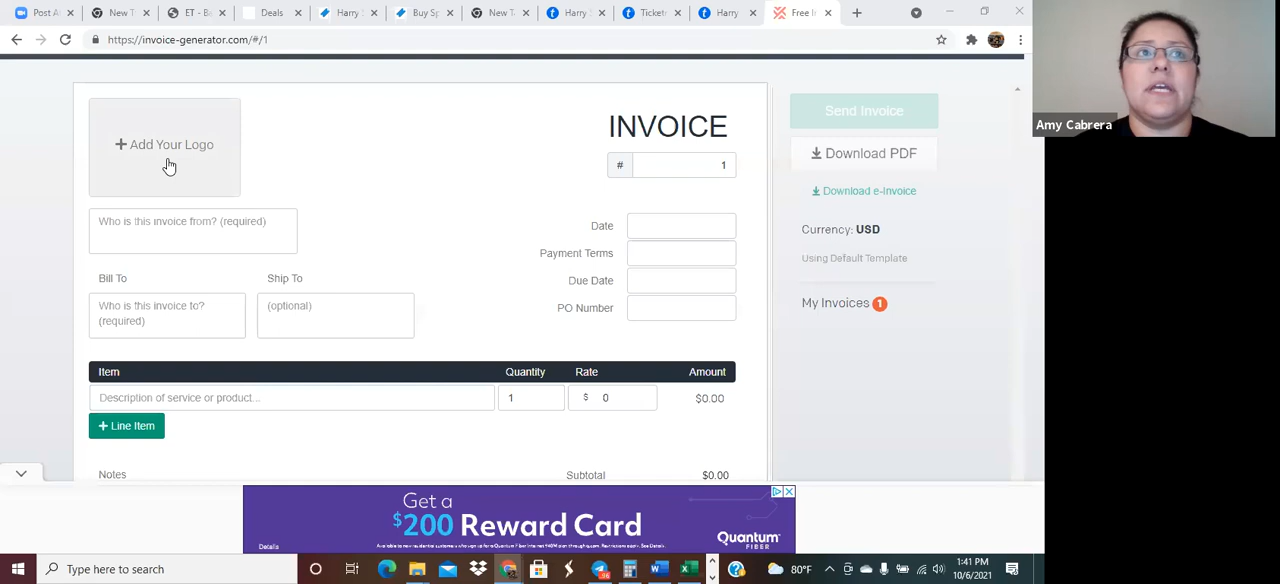 Post A
New T
ET - Bi
Deals
Harry S
Buy Sp
New Ta
Harry S
Ticket
Harry
Free In
https://invoice-generator.com/#/1
Amy Cabrera
+ Add Your Logo
INVOICE
# 1
Send Invoice
Download PDF
Download e-Invoice
Currency: USD
Using Default Template
My Invoices 1
Who is this invoice from? (required)
Date
Payment Terms
Due Date
PO Number
Bill To
Ship To
Who is this invoice to?
(required)
(optional)
Item Quantity Rate Amount
Description of service or product... 1 $ 0 $0.00
+ Line Item
Notes
Subtotal $0.00
Get a
$200 Reward Card
Details
Quantum
FIBER
Type here to search
96
80°F
1:41 PM
10/6/2021